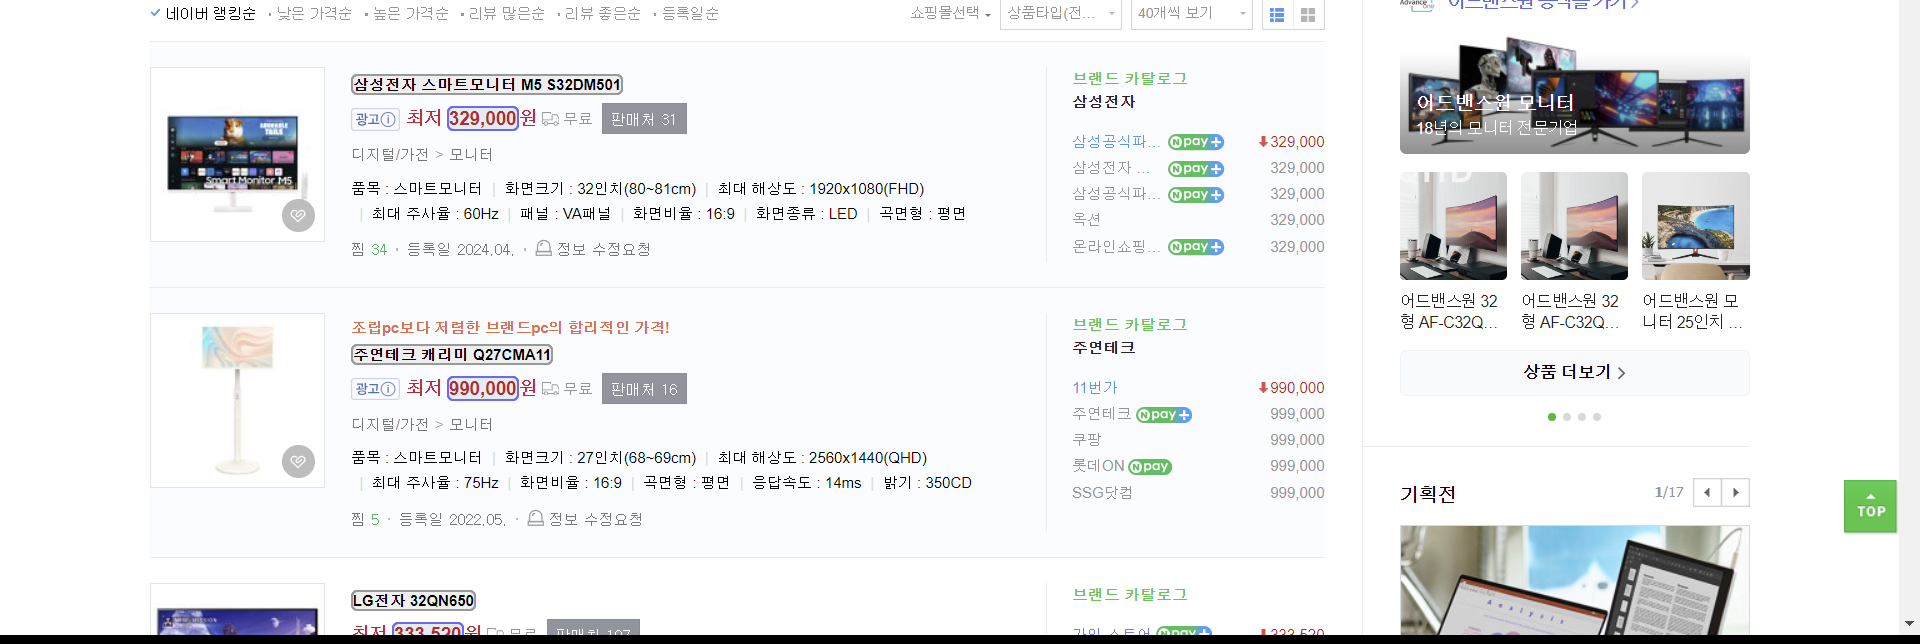 네이버 랭킹순 · 낮은 가격순 · 높은 가격순 · 리뷰 많은순 · 리뷰 좋은순 · 등록일순
쇼핑몰선택 상품타입(전... 40개씩 보기
삼성전자 스마트모니터 M5 S32DM501
광고 최저 329,000원 무료 판매처 31
디지털/가전 > 모니터
품목 : 스마트모니터 | 화면크기 : 32인치(80~81cm) | 최대 해상도 : 1920x1080(FHD)
| 최대 주사율 : 60Hz | 패널 : VA패널 | 화면비율 : 16:9 | 화면종류 : LED | 곡면형 : 평면
찜 34 · 등록일 2024.04. · 정보 수정요청
Smart Monitor M5
브랜드 카탈로그
삼성전자
삼성공식파... N pay+ 329,000
삼성전자 ... N pay+ 329,000
삼성공식파... N pay+ 329,000
옥션 329,000
온라인쇼핑... N pay+ 329,000
조립pc보다 저렴한 브랜드pc의 합리적인 가격!
주연테크 캐리미 Q27CMA11
광고 최저 990,000원 무료 판매처 16
디지털/가전 > 모니터
품목 : 스마트모니터 | 화면크기 : 27인치(68~69cm) | 최대 해상도 : 2560x1440(QHD)
| 최대 주사율 : 75Hz | 화면비율 : 16:9 | 곡면형 : 평면 | 응답속도 : 14ms | 밝기 : 350CD
찜 5 · 등록일 2022.05. · 정보 수정요청
브랜드 카탈로그
주연테크
11번가 990,000
주연테크 N pay+ 999,000
쿠팡 999,000
롯데ON N pay 999,000
SSG닷컴 999,000
LG전자 32QN650
최저 333,520원 무료 판매처 197
브랜드 카탈로그
333,520
어드밴스원 모니터
18년의 모니터 전문기업
어드밴스원 32형 AF-C32Q...
어드밴스원 32형 AF-C32Q...
어드밴스원 모니터 25인치 ...
상품 더보기
기획전 1/17
Analysis
TOP